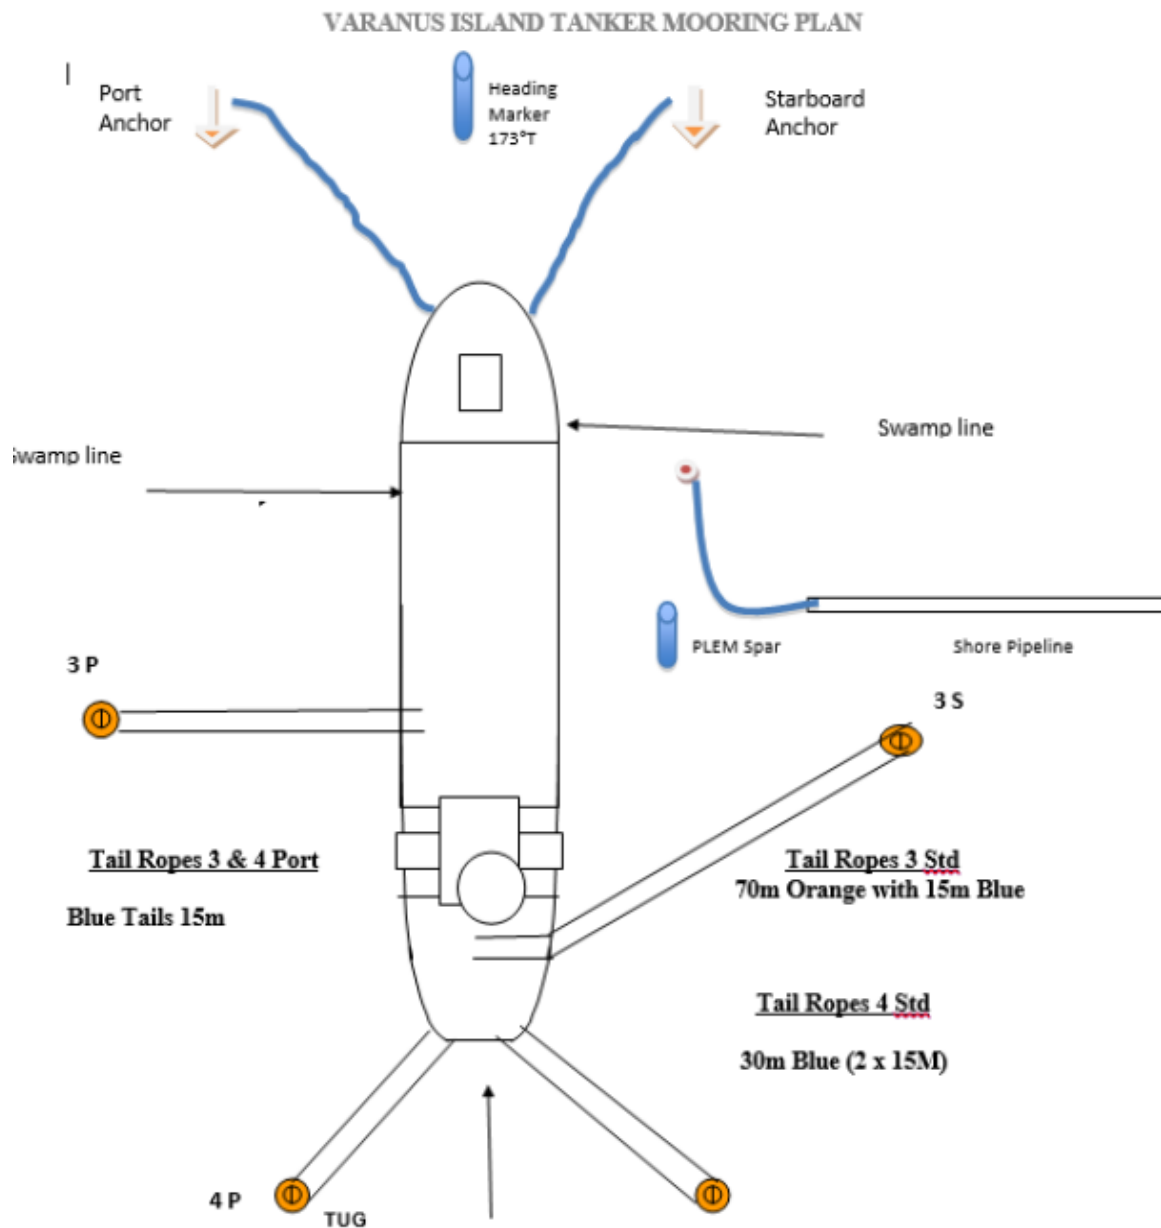 VARANUS ISLAND TANKER MOORING PLAN
Port
Anchor
Heading
Marker
173°T
Starboard
Anchor
Swamp line
Swamp line
PLEM Spar
Shore Pipeline
3 P
3 S
Tail Ropes 3 & 4 Port
Blue Tails 15m
Tail Ropes 3 Std
70m Orange with 15m Blue
Tail Ropes 4 Std
30m Blue (2 x 15M)
4 P
TUG